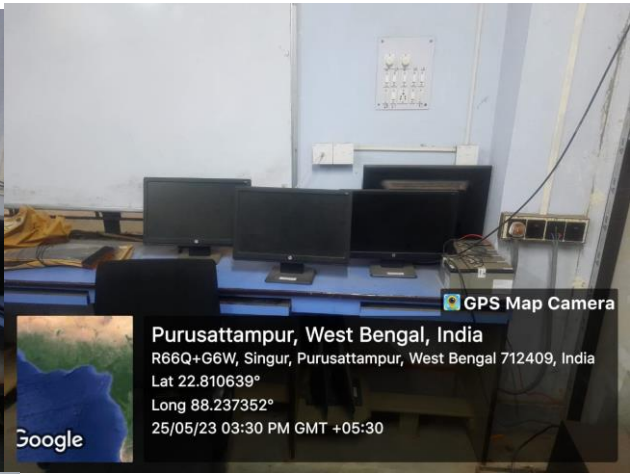 GPS Map Camera
Purusattampur, West Bengal, India
R66Q+G6W, Singur, Purusattampur, West Bengal 712409, India
Lat 22.810639°
Long 88.237352°
25/05/23 03:30 PM GMT +05:30
Google